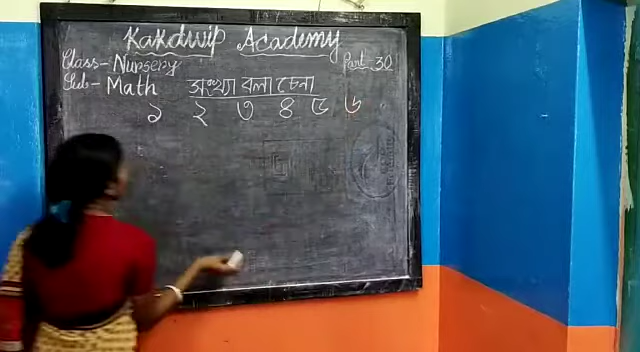 Kakdwip Academy
Class- Nursery Part 30
Sub- Math সংখ্যা বলা চেনা
১ ২ ৩ ৪ ৫ ৬